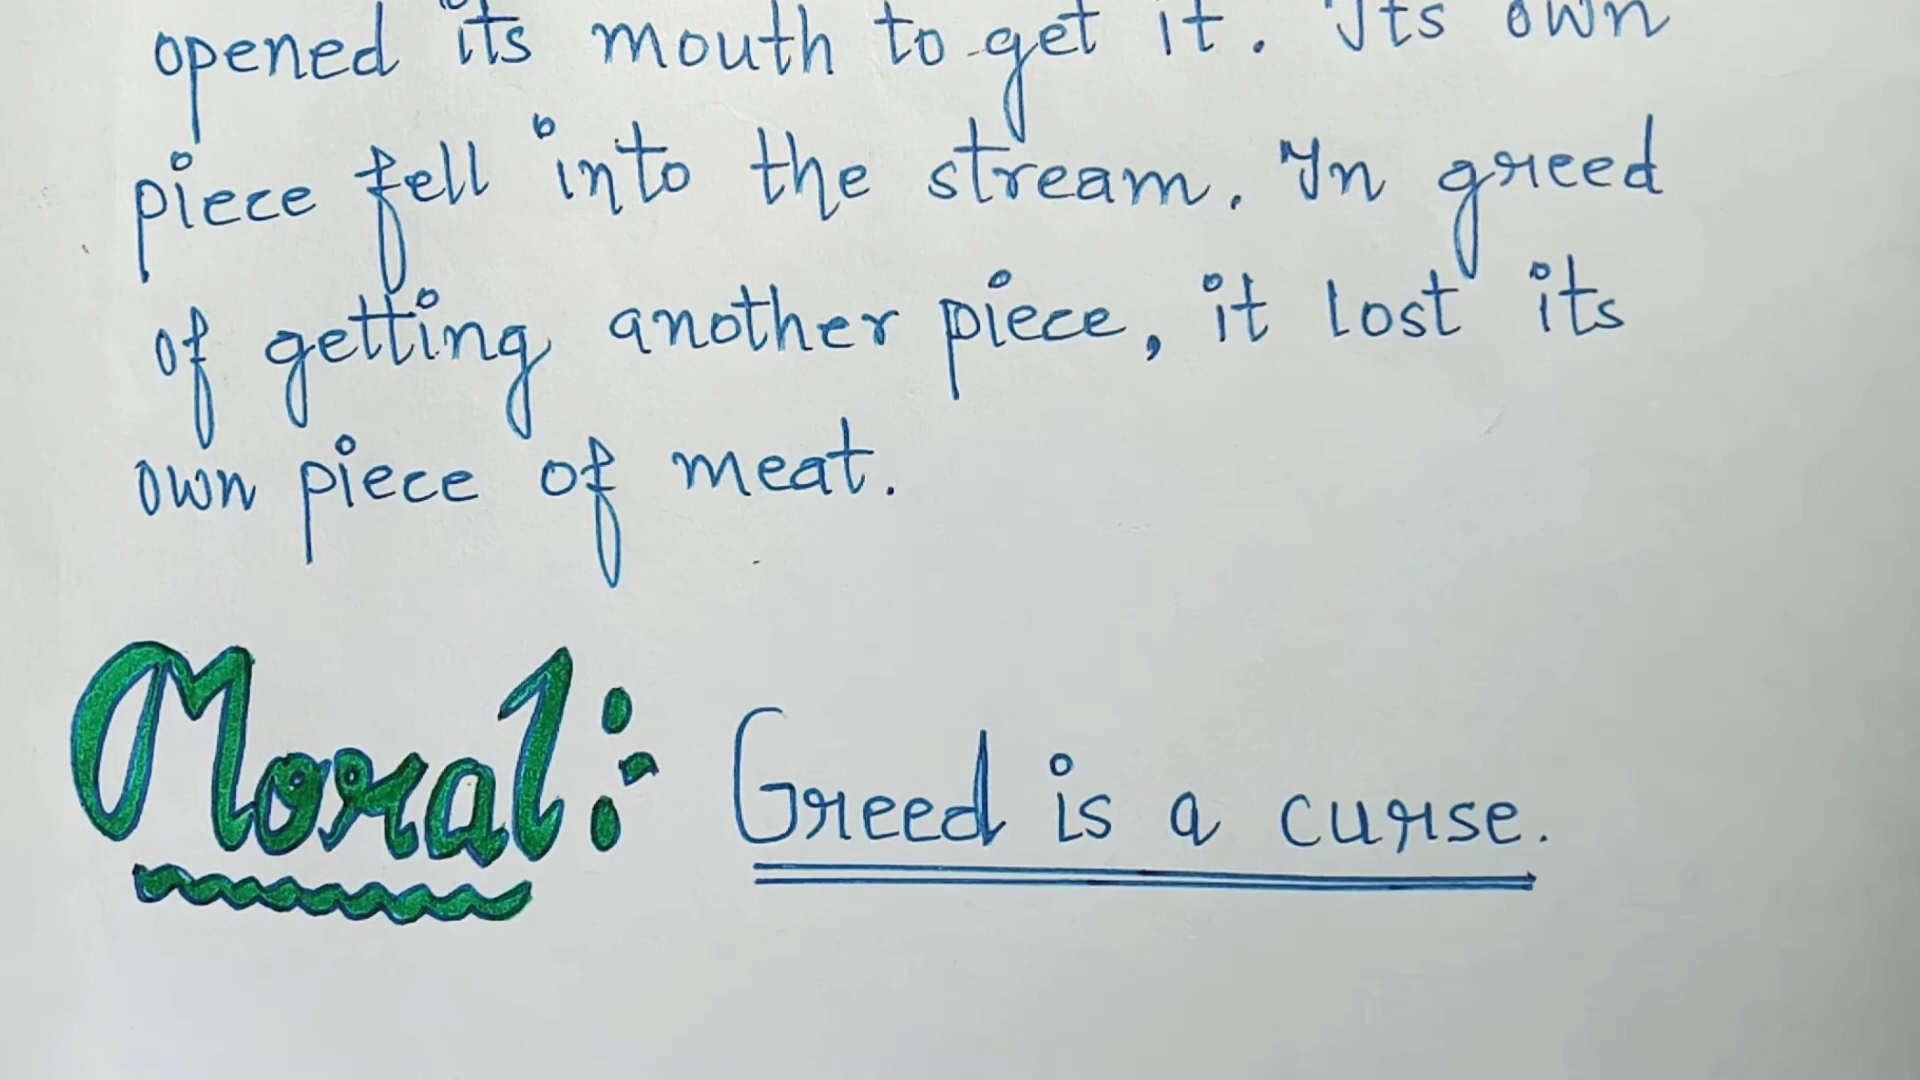 opened its mouth to get it. Its own
piece fell into the stream. In greed
of getting another piece, it lost its
own piece of meat.
Moral:- Greed is a curse.